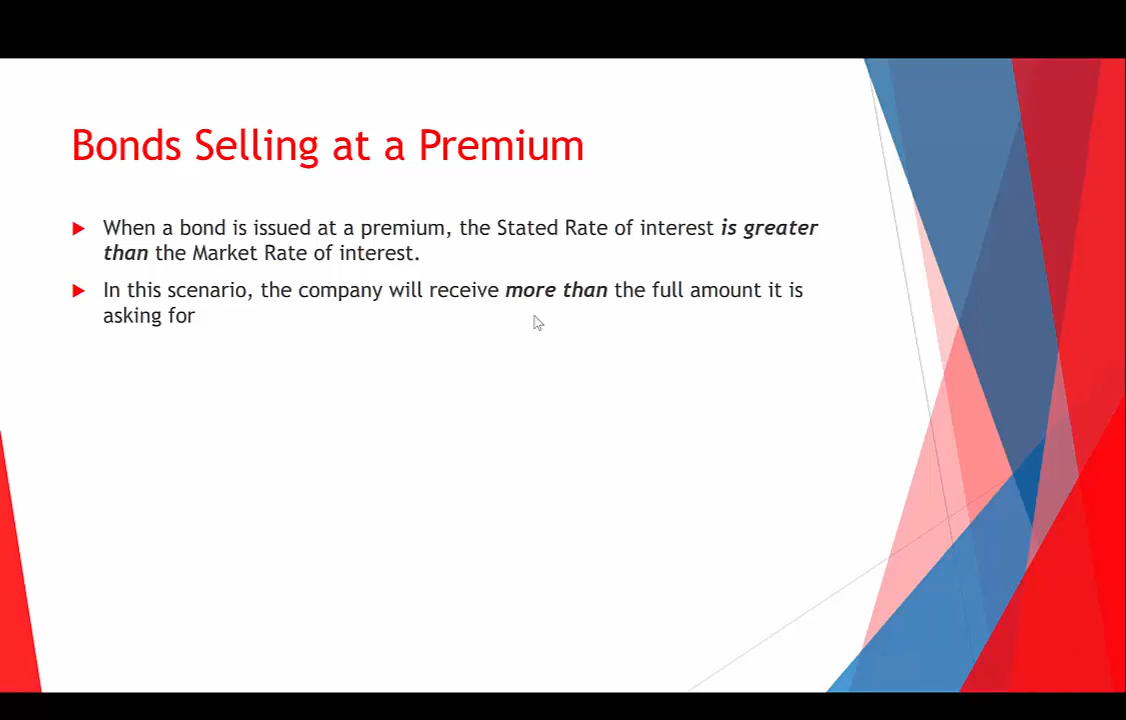 Bonds Selling at a Premium
When a bond is issued at a premium, the Stated Rate of interest is greater
than the Market Rate of interest.
In this scenario, the company will receive more than the full amount it is
asking for